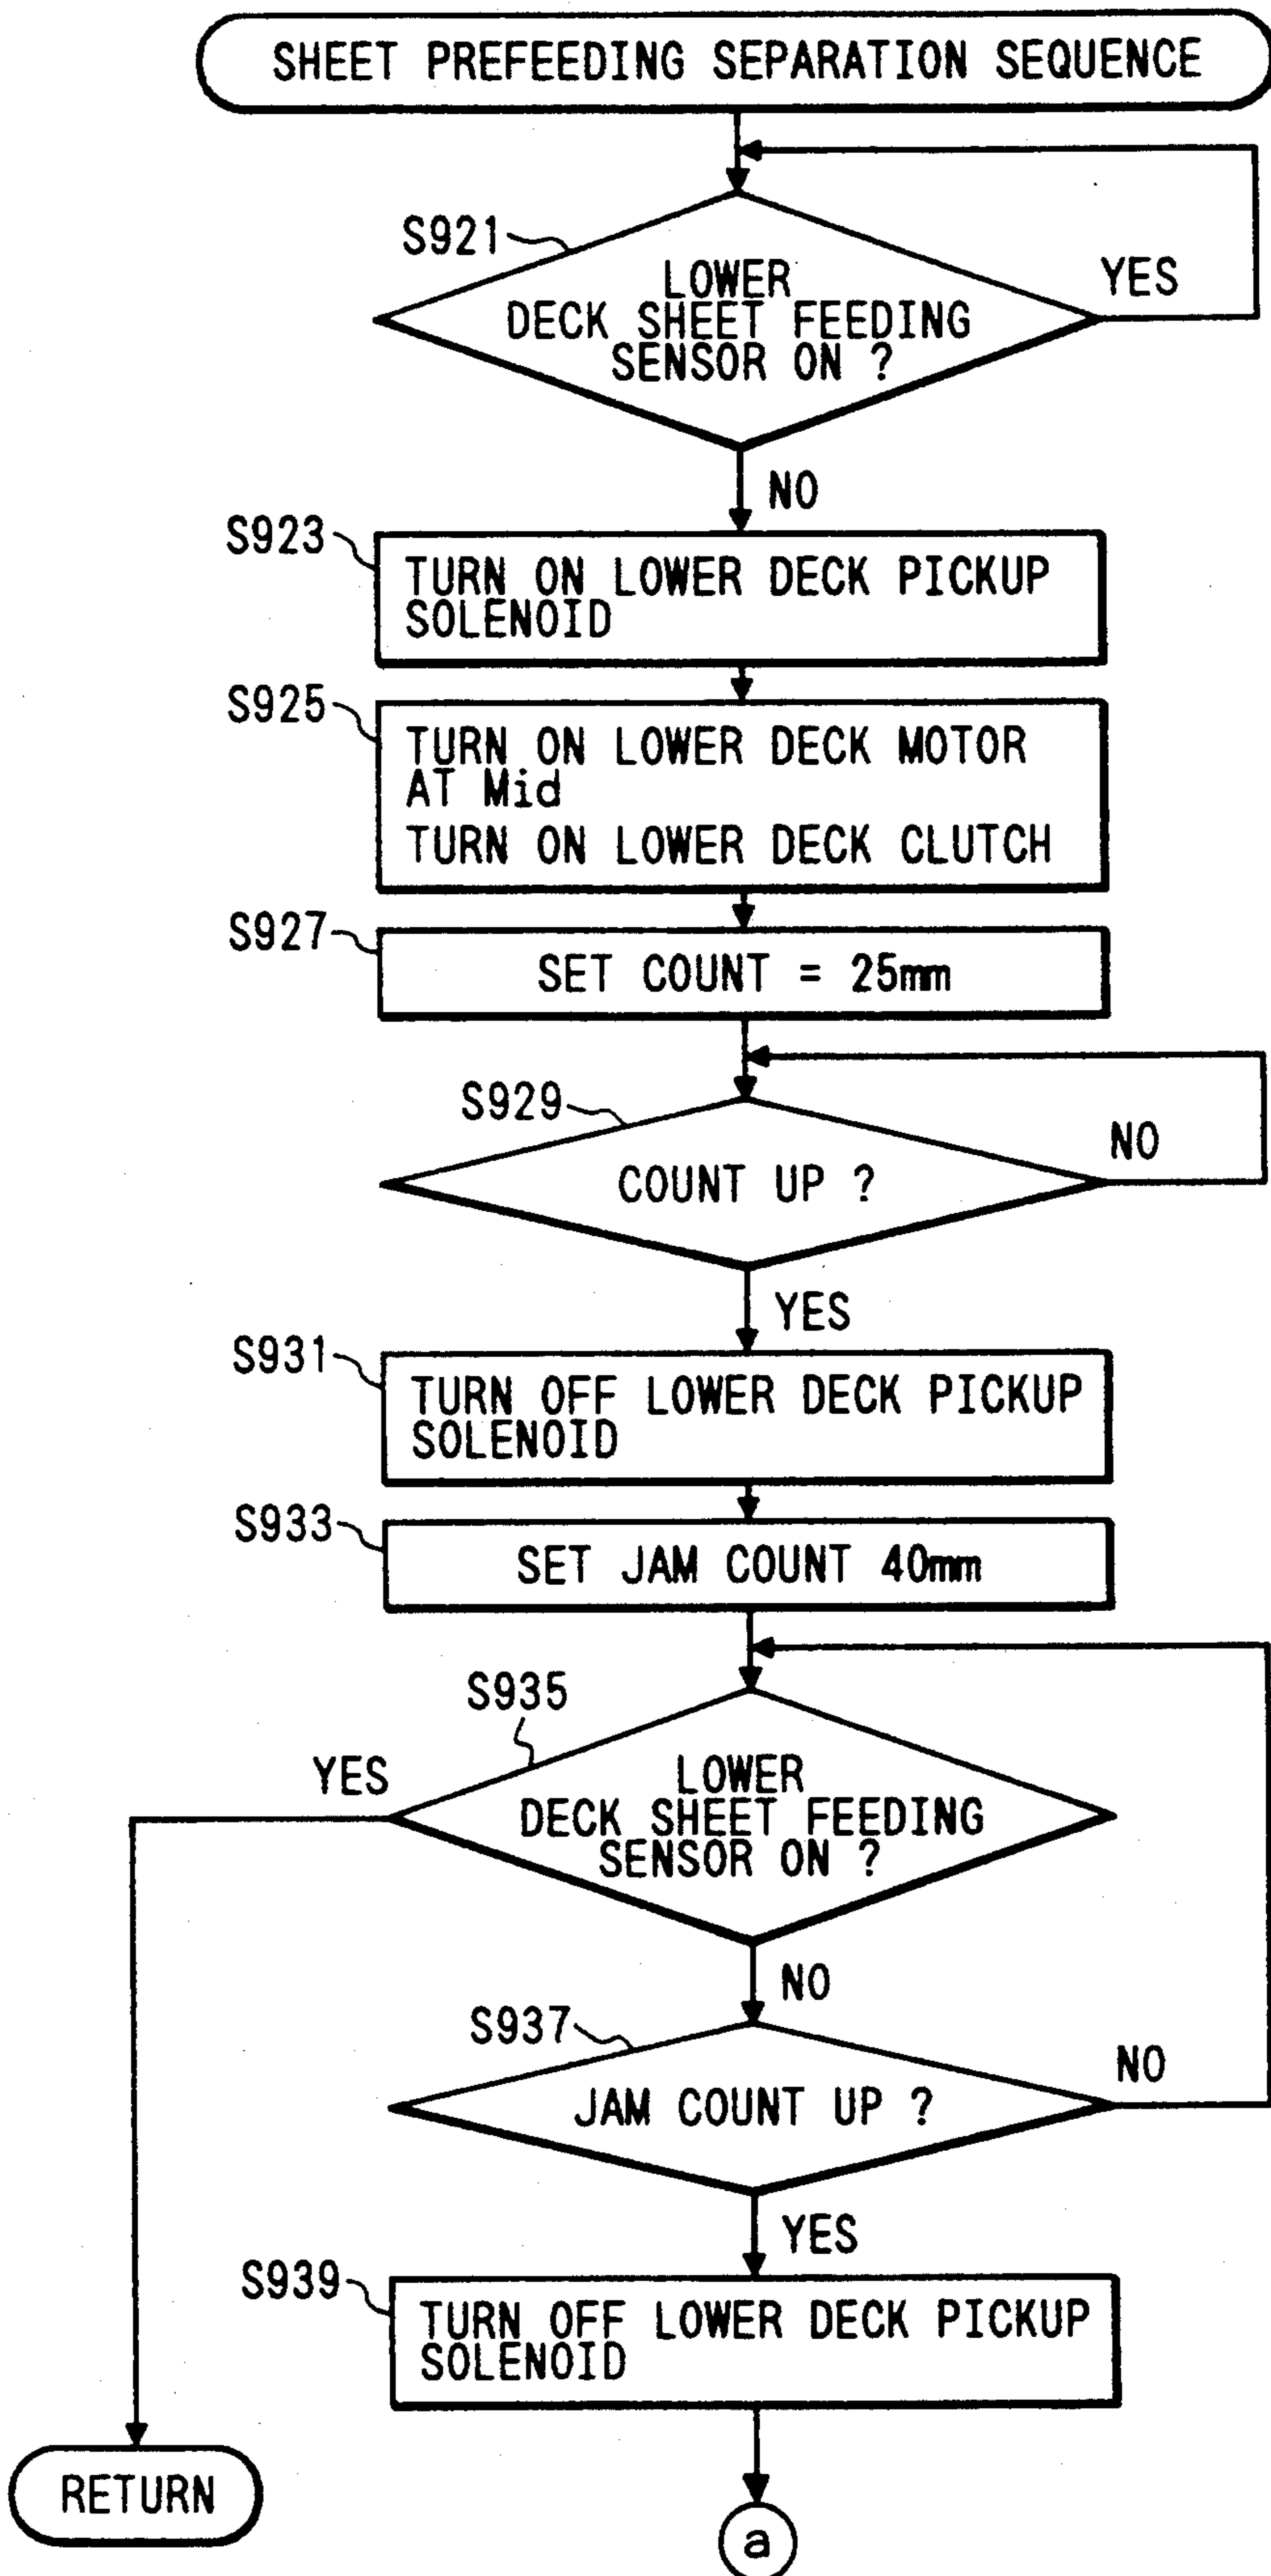 SHEET PREFEEDING SEPARATION SEQUENCE
S921
LOWER
DECK SHEET FEEDING
SENSOR ON ?
YES
NO
S923
TURN ON LOWER DECK PICKUP
SOLENOID
S925
TURN ON LOWER DECK MOTOR
AT Mid
TURN ON LOWER DECK CLUTCH
S927
SET COUNT = 25mm
S929
COUNT UP ?
NO
YES
S931
TURN OFF LOWER DECK PICKUP
SOLENOID
S933
SET JAM COUNT 40mm
S935
YES
LOWER
DECK SHEET FEEDING
SENSOR ON ?
NO
S937
JAM COUNT UP ?
NO
YES
S939
TURN OFF LOWER DECK PICKUP
SOLENOID
RETURN
a